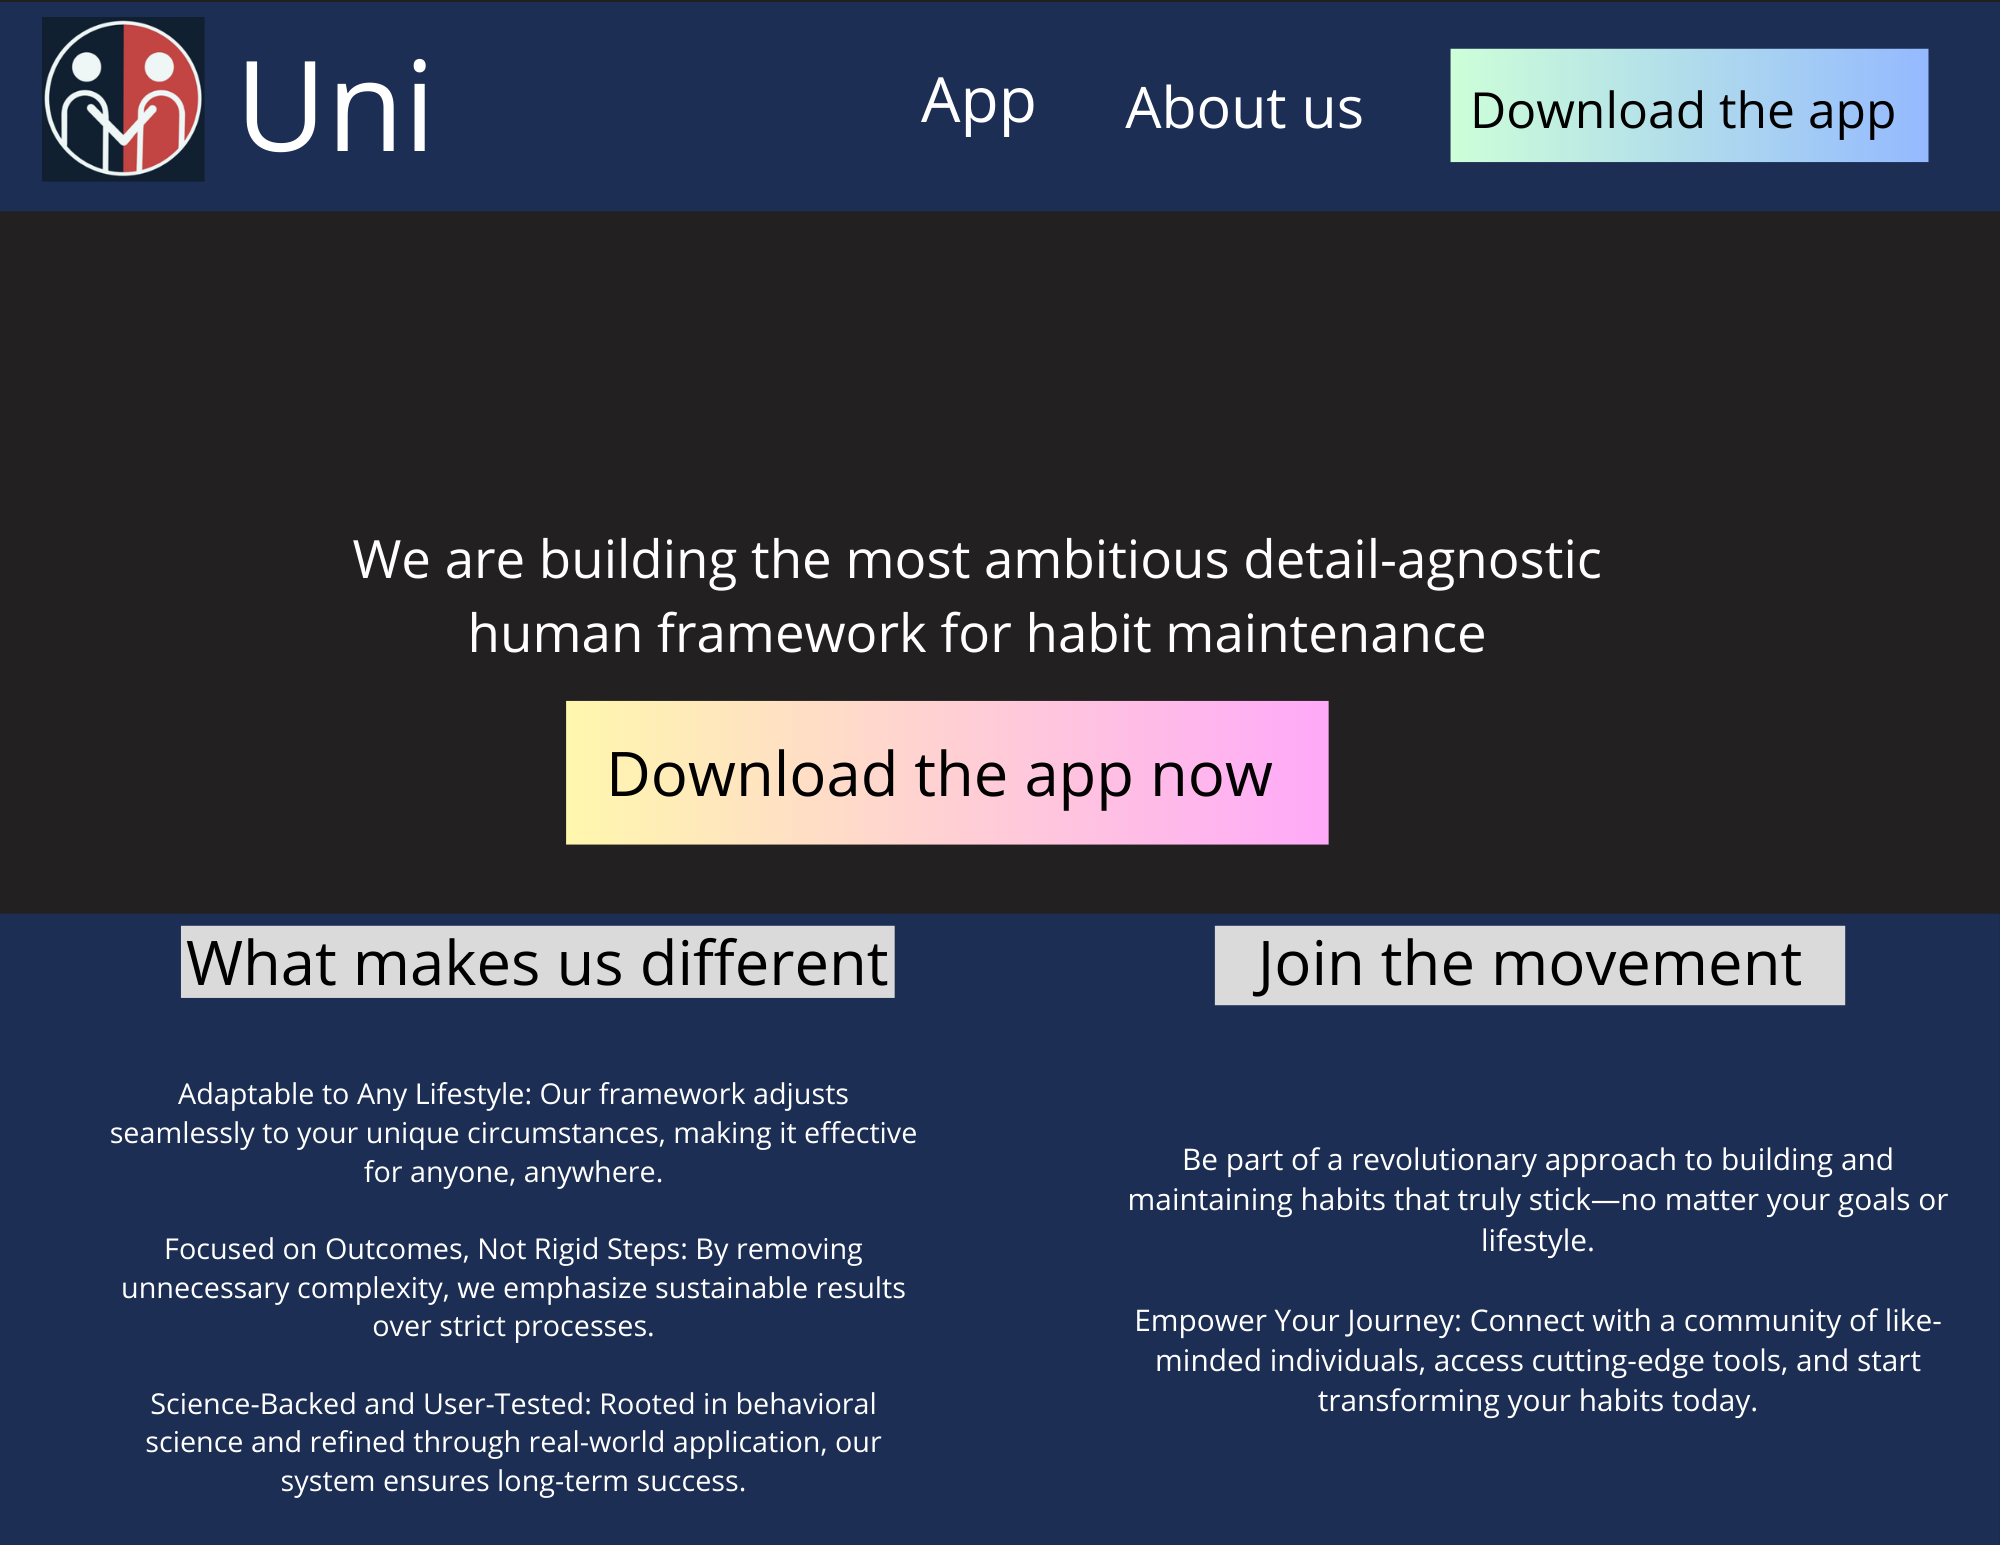 Uni
App
About us
Download the app
We are building the most ambitious detail-agnostic
human framework for habit maintenance
Download the app now
What makes us different
Adaptable to Any Lifestyle: Our framework adjusts
seamlessly to your unique circumstances, making it effective
for anyone, anywhere.
Focused on Outcomes, Not Rigid Steps: By removing
unnecessary complexity, we emphasize sustainable results
over strict processes.
Science-Backed and User-Tested: Rooted in behavioral
science and refined through real-world application, our
system ensures long-term success.
Join the movement
Be part of a revolutionary approach to building and
maintaining habits that truly stick—no matter your goals or
lifestyle.
Empower Your Journey: Connect with a community of like-
minded individuals, access cutting-edge tools, and start
transforming your habits today.